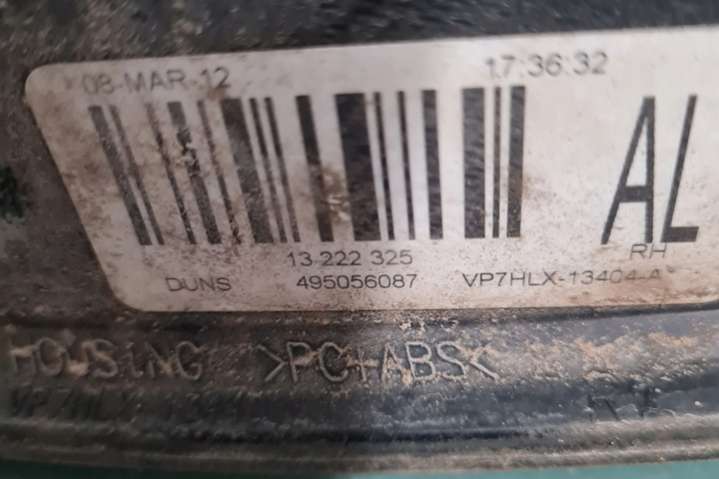 08-MAR-12 17:36:32
AL
13 222 325 RH
DUNS 495056087 VP7HLX-13404-A
HOUSING >PC+ABS<